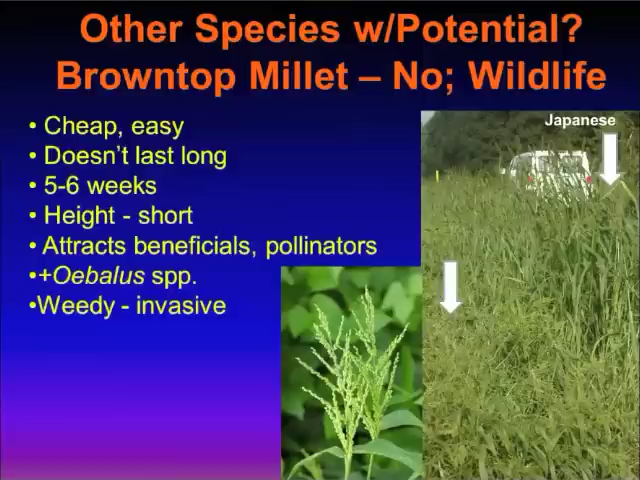 Other Species w/Potential?
Browntop Millet – No; Wildlife
• Cheap, easy
• Doesn't last long
• 5-6 weeks
• Height - short
• Attracts beneficials, pollinators
•+Oebalus spp.
•Weedy - invasive
Japanese